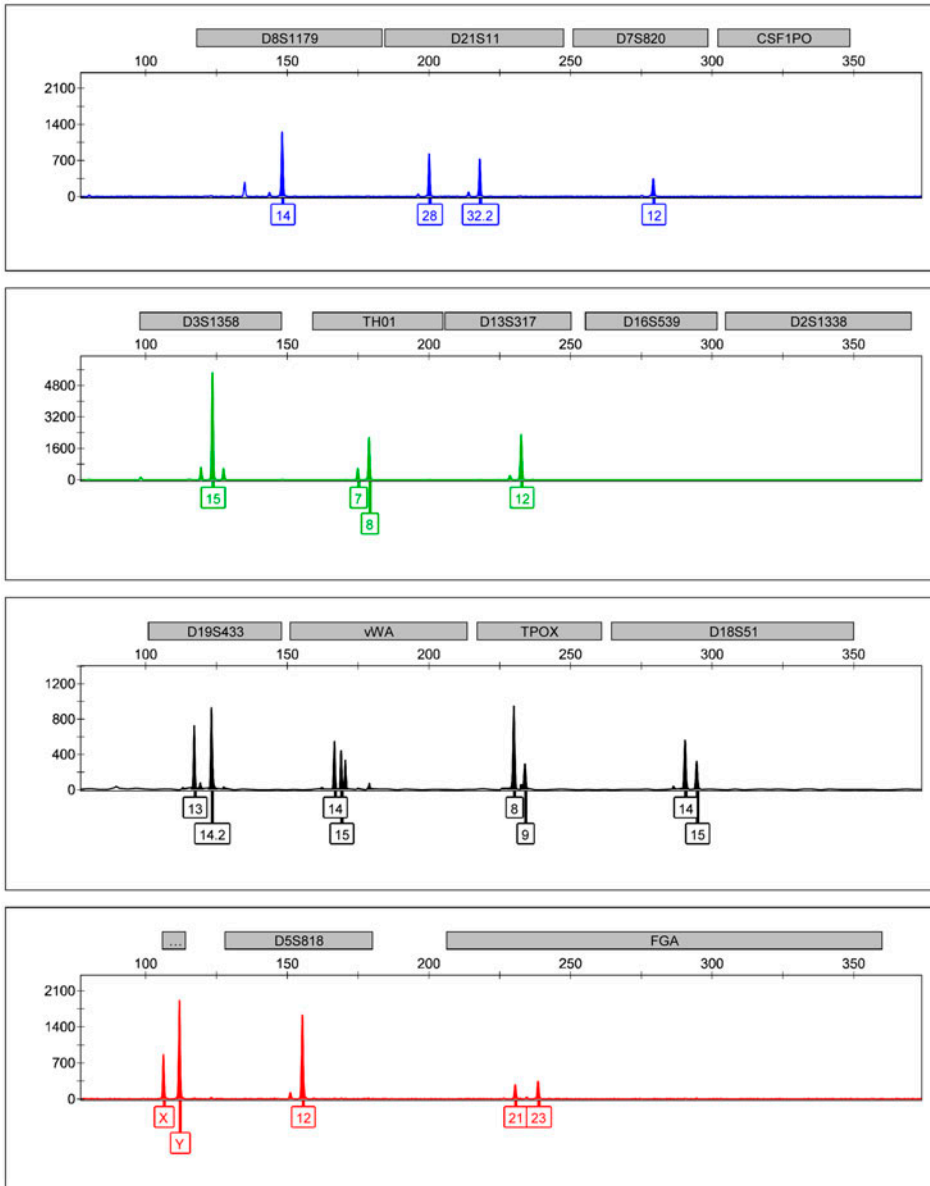 D8S1179 D21S11 D7S820 CSF1PO
100 150 200 250 300 350
2100
1400
700
0
14 28 32.2 12
D3S1358 TH01 D13S317 D16S539 D2S1338
100 150 200 250 300 350
4800
3200
1600
0
15 7 12
8
D19S433 vWA TPOX D18S51
100 150 200 250 300 350
1200
800
400
0
13 14 8 14
14.2 15 9 15
... D5S818 FGA
100 150 200 250 300 350
2100
1400
700
0
X 12 21 23
Y